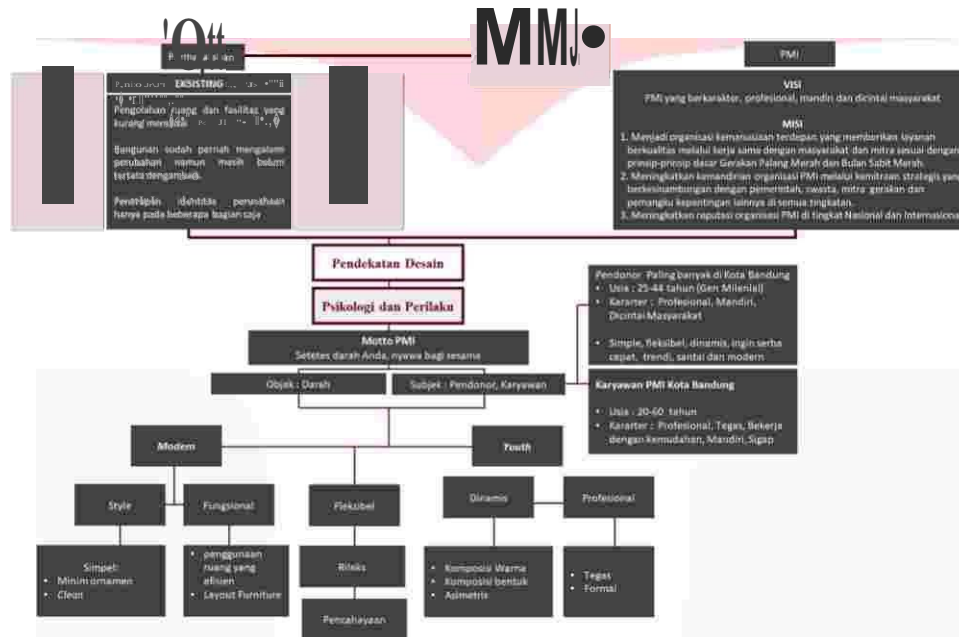 PMI
EKSISTING
Pengolahan ruang dan fasilitas yang
kurang
Bangunan sudah pernah mengalami
perubahan namun masih belum
tertata dengan baik.
Penerapan identitas perusahaan
hanya pada beberapa bagian saja
VISI
PMI yang berkarakter, profesional, mandiri dan dicintai masyarakat
MISI
1. Menjadi organisasi kemanusiaan terdepan yang memberikan layanan
berkualitas melalui kerja sama dengan masyarakat dan mitra sesuai dengan
prinsip-prinsip dasar Gerakan Palang Merah dan Bulan Sabit Merah.
2. Meningkatkan kemandirian organisasi PMI melalui kemitraan strategis yang
berkesinambungan dengan pemerintah, swasta, mitra gerakan dan
pemangku kepentingan lainnya di semua tingkatan.
3. Meningkatkan reputasi organisasi PMI di tingkat Nasional dan Internasional
Pendekatan Desain
Psikologi dan Perilaku
Motto PMI
Setetes darah Anda, nyawa bagi sesama
Objek : Darah
Subjek : Pendonor, Karyawan
Pendonor Paling banyak di Kota Bandung
• Usia : 25-44 tahun (Gen Milenial)
• Kararter : Profesional, Mandiri,
Dicintai Masyarakat
• Simple, fleksibel, dinamis, ingin serba
cepat, trendi, santai dan modern
Karyawan PMI Kota Bandung
• Usia : 20-60 tahun
• Kararter : Profesional, Tegas, Bekerja
dengan kemudahan, Mandiri, Sigap
Modern
Youth
Style
Fungsional
Fleksibel
Dinamis
Profesional
Simpel:
• Minim ornamen
• Clean
• penggunaan
ruang yang
efisien
• Layout Furniture
Rileks
Pencahayaan
• Komposisi Warna
• Komposisi bentuk
• Asimetris
• Tegas
• Formal